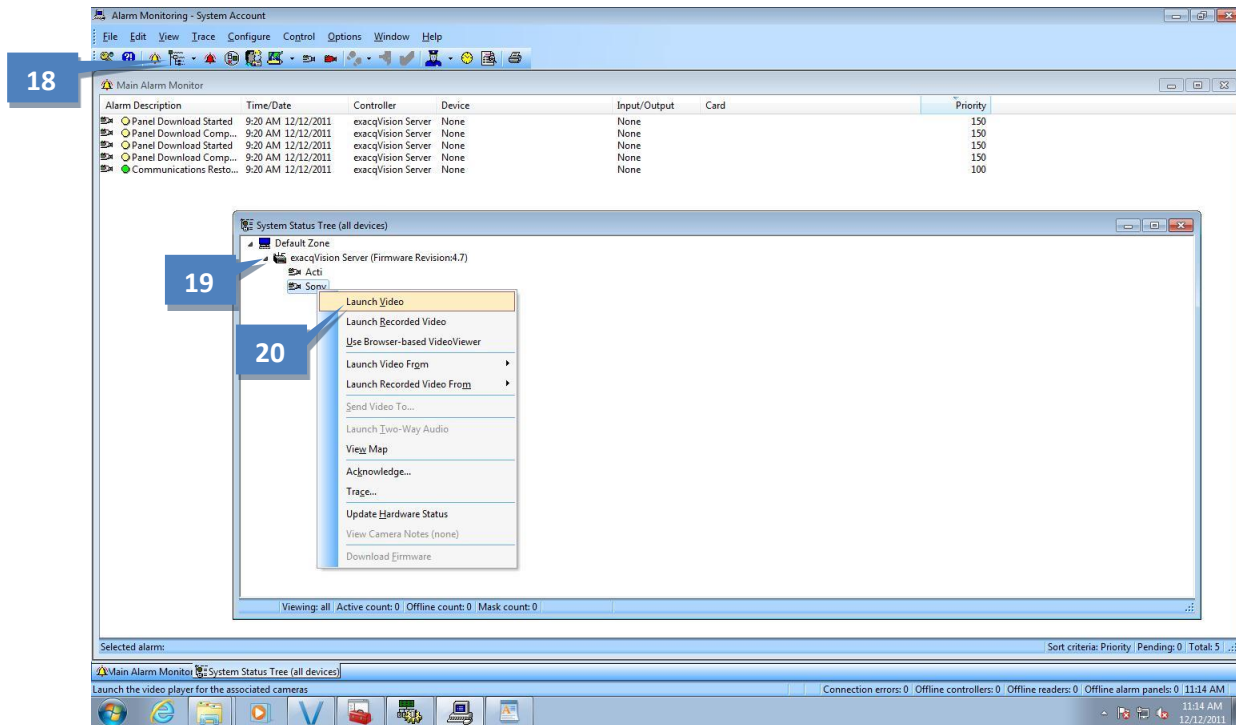 Alarm Monitoring - System Account
File Edit View Trace Configure Control Options Window Help
18
Main Alarm Monitor
Alarm Description Time/Date Controller Device Input/Output Card Priority
Panel Download Started 9:20 AM 12/12/2011 exacqVision Server None None 150
Panel Download Comp... 9:20 AM 12/12/2011 exacqVision Server None None 150
Panel Download Started 9:20 AM 12/12/2011 exacqVision Server None None 150
Panel Download Comp... 9:20 AM 12/12/2011 exacqVision Server None None 150
Communications Resto... 9:20 AM 12/12/2011 exacqVision Server None None 100
System Status Tree (all devices)
Default Zone
exacqVision Server (Firmware Revision:4.7)
Acti
19
Sony
Launch Video
Launch Recorded Video
Use Browser-based VideoViewer
20
Launch Video From
Launch Recorded Video From
Send Video To...
Launch Two-Way Audio
View Map
Acknowledge...
Trace...
Update Hardware Status
View Camera Notes (none)
Download Firmware
Viewing: all Active count: 0 Offline count: 0 Mask count: 0
Selected alarm: Sort criteria: Priority Pending: 0 Total: 5
Main Alarm Monitor System Status Tree (all devices)
Launch the video player for the associated cameras Connection errors: 0 Offline controllers: 0 Offline readers: 0 Offline alarm panels: 0 11:14 AM
11:14 AM
12/12/2011